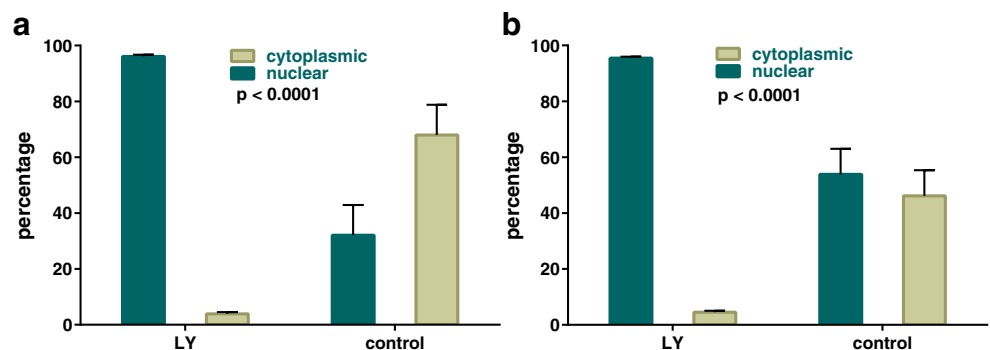 a
percentage
100
80
60
40
20
0
cytoplasmic
nuclear
p < 0.0001
LY control
b
percentage
100
80
60
40
20
0
cytoplasmic
nuclear
p < 0.0001
LY control